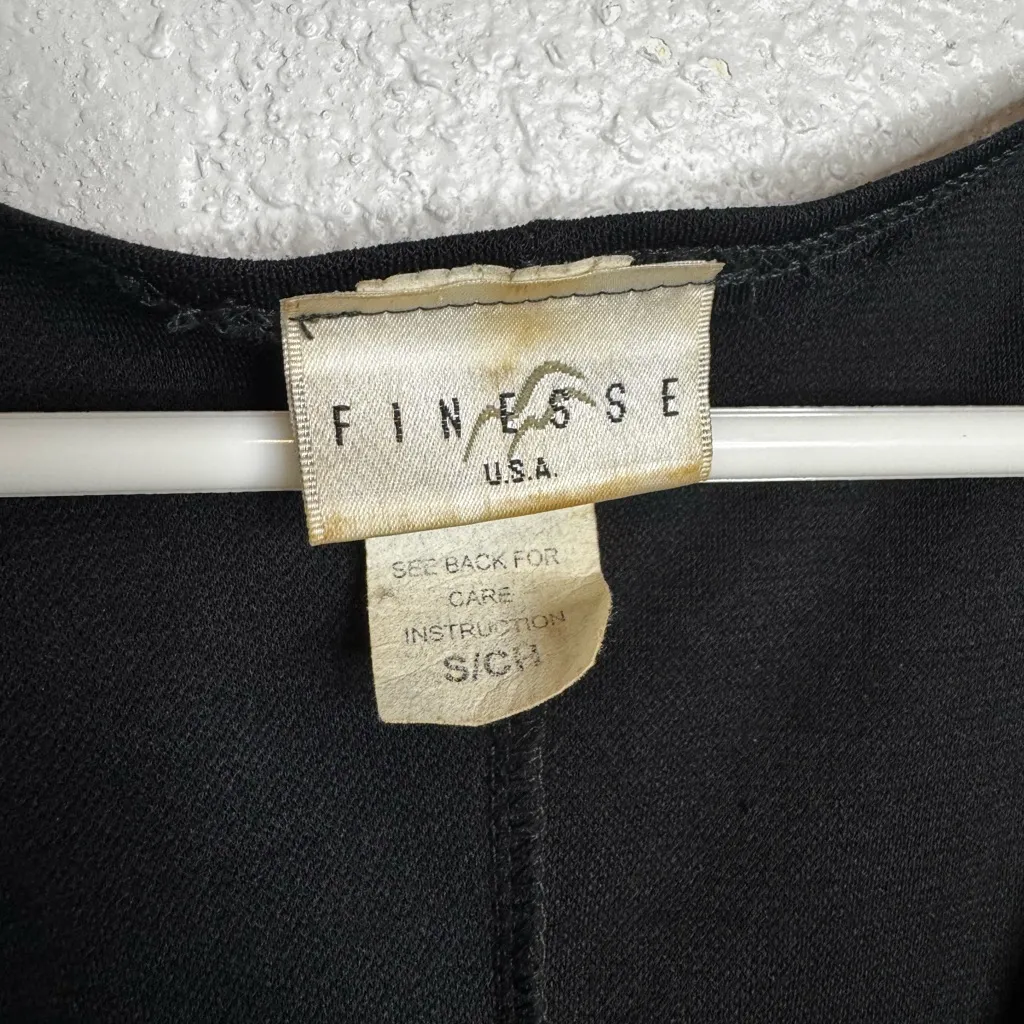 FINESSE
U.S.A.
SEE BACK FOR
CARE
INSTRUCTION
S/CH